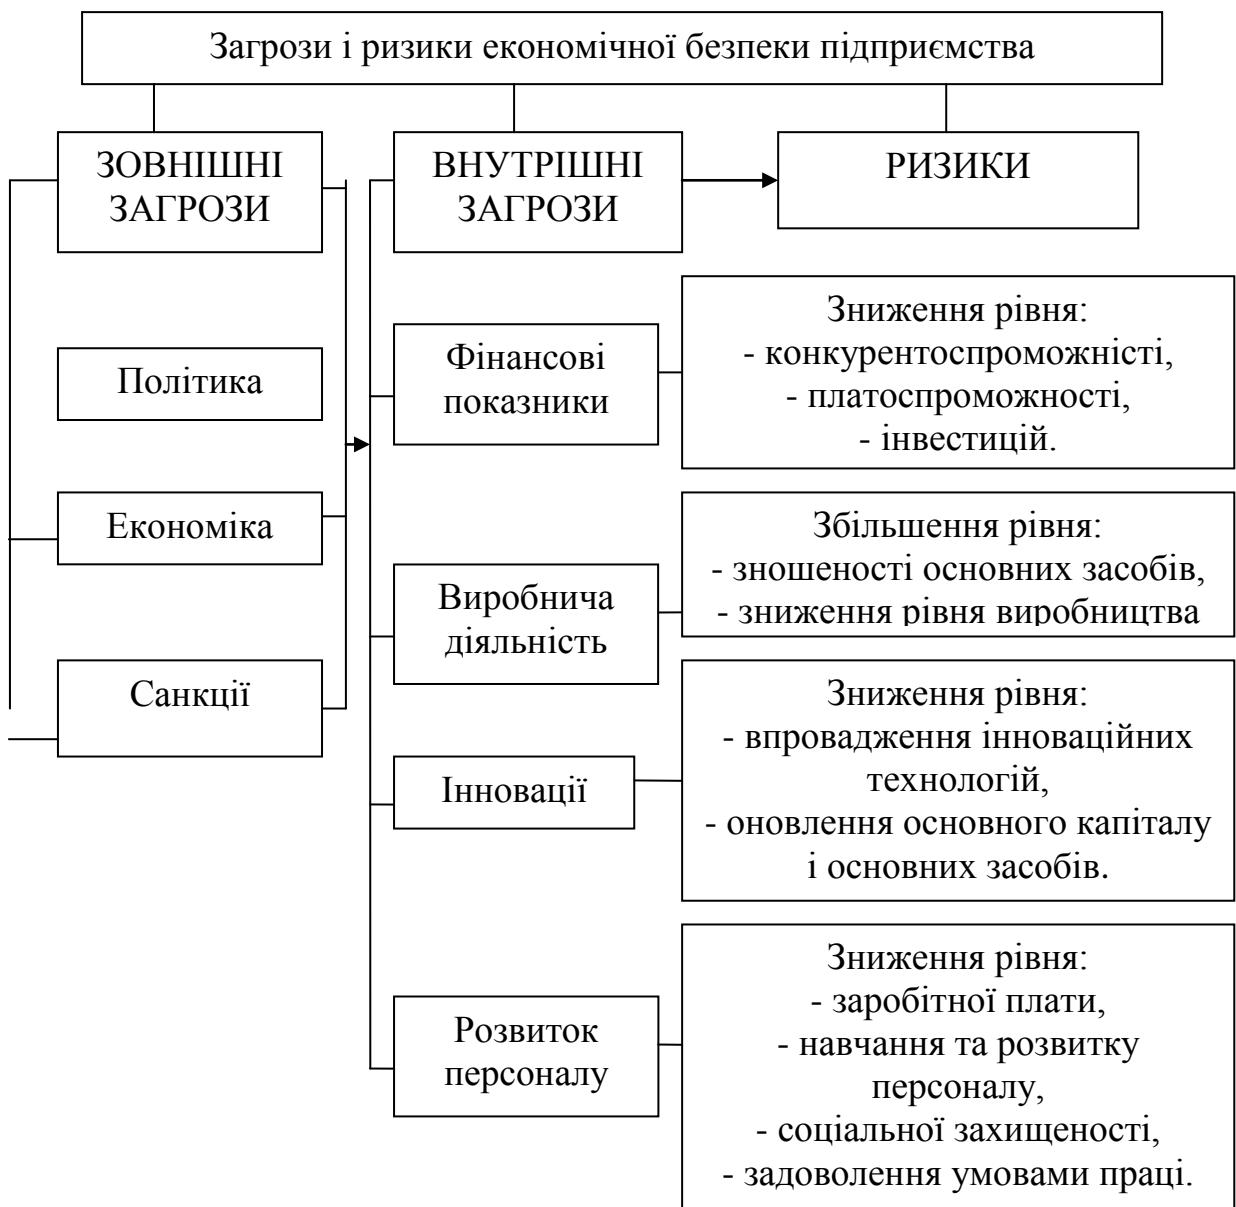 Загрози і ризики економічної безпеки підприємства
ЗОВНІШНІ
ЗАГРОЗИ
ВНУТРІШНІ
ЗАГРОЗИ
РИЗИКИ
Політика
Економіка
Санкції
Фінансові
показники
Зниження рівня:
- конкурентоспроможністі,
- платоспроможності,
- інвестицій.
Виробнича
діяльність
Збільшення рівня:
- зношеності основних засобів,
- зниження рівня виробництва
Інновації
Зниження рівня:
- впровадження інноваційних
технологій,
- оновлення основного капіталу
і основних засобів.
Розвиток
персоналу
Зниження рівня:
- заробітної плати,
- навчання та розвитку
персоналу,
- соціальної захищеності,
- задоволення умовами праці.